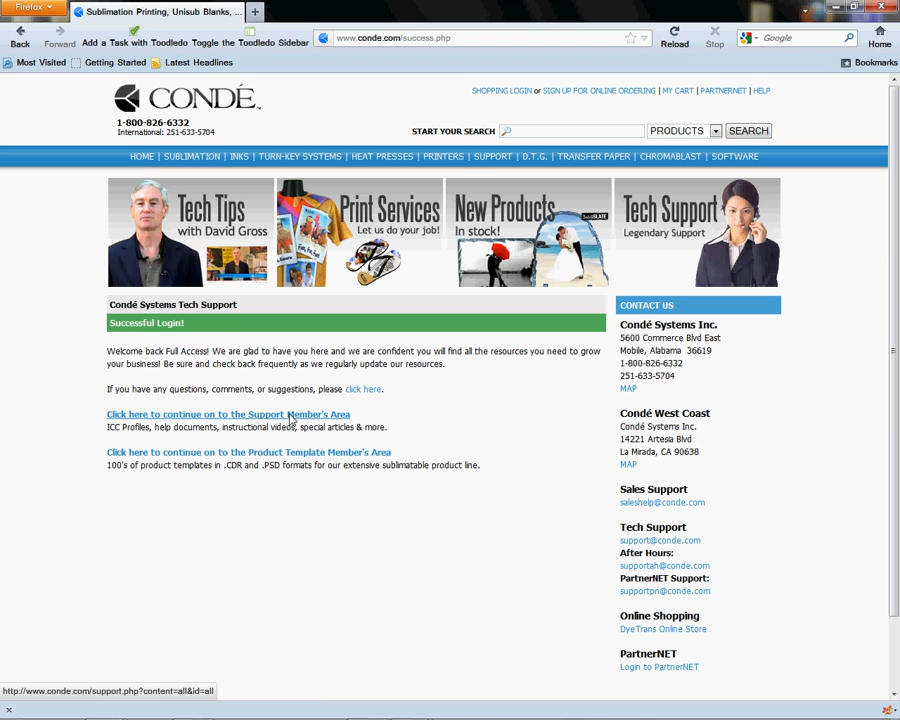 Firefox
Sublimation Printing, Unisub Blanks, ...
Back
Forward
Add a Task with Toodledo
Toggle the Toodledo Sidebar
www.conde.com/success.php
Reload
Stop
Google
Home
Most Visited
Getting Started
Latest Headlines
Bookmarks
CONDÉ
1-800-826-6332
International: 251-633-5704
SHOPPING LOGIN or SIGN UP FOR ONLINE ORDERING | MY CART | PARTNERNET | HELP
START YOUR SEARCH
PRODUCTS
SEARCH
HOME | SUBLIMATION | INKS | TURN-KEY SYSTEMS | HEAT PRESSES | PRINTERS | SUPPORT | D.T.G. | TRANSFER PAPER | CHROMABLAST | SOFTWARE
Tech Tips
with David Gross
Print Services
Let us do your job!
New Products
In stock!
Tech Support
Legendary Support
Condé Systems Tech Support
Successful Login!
Welcome back Full Access! We are glad to have you here and we are confident you will find all the resources you need to grow
your business! Be sure and check back frequently as we regularly update our resources.
If you have any questions, comments, or suggestions, please click here.
Click here to continue on to the Support Member's Area
ICC Profiles, help documents, instructional videos, special articles & more.
Click here to continue on to the Product Template Member's Area
100's of product templates in .CDR and .PSD formats for our extensive sublimatable product line.
CONTACT US
Condé Systems Inc.
5600 Commerce Blvd East
Mobile, Alabama 36619
1-800-826-6332
251-633-5704
MAP
Condé West Coast
Condé Systems Inc.
14221 Artesia Blvd
La Mirada, CA 90638
MAP
Sales Support
saleshelp@conde.com
Tech Support
support@conde.com
After Hours:
supportah@conde.com
PartnerNET Support:
supportpn@conde.com
Online Shopping
DyeTrans Online Store
PartnerNET
Login to PartnerNET
http://www.conde.com/support.php?content=all&id=all